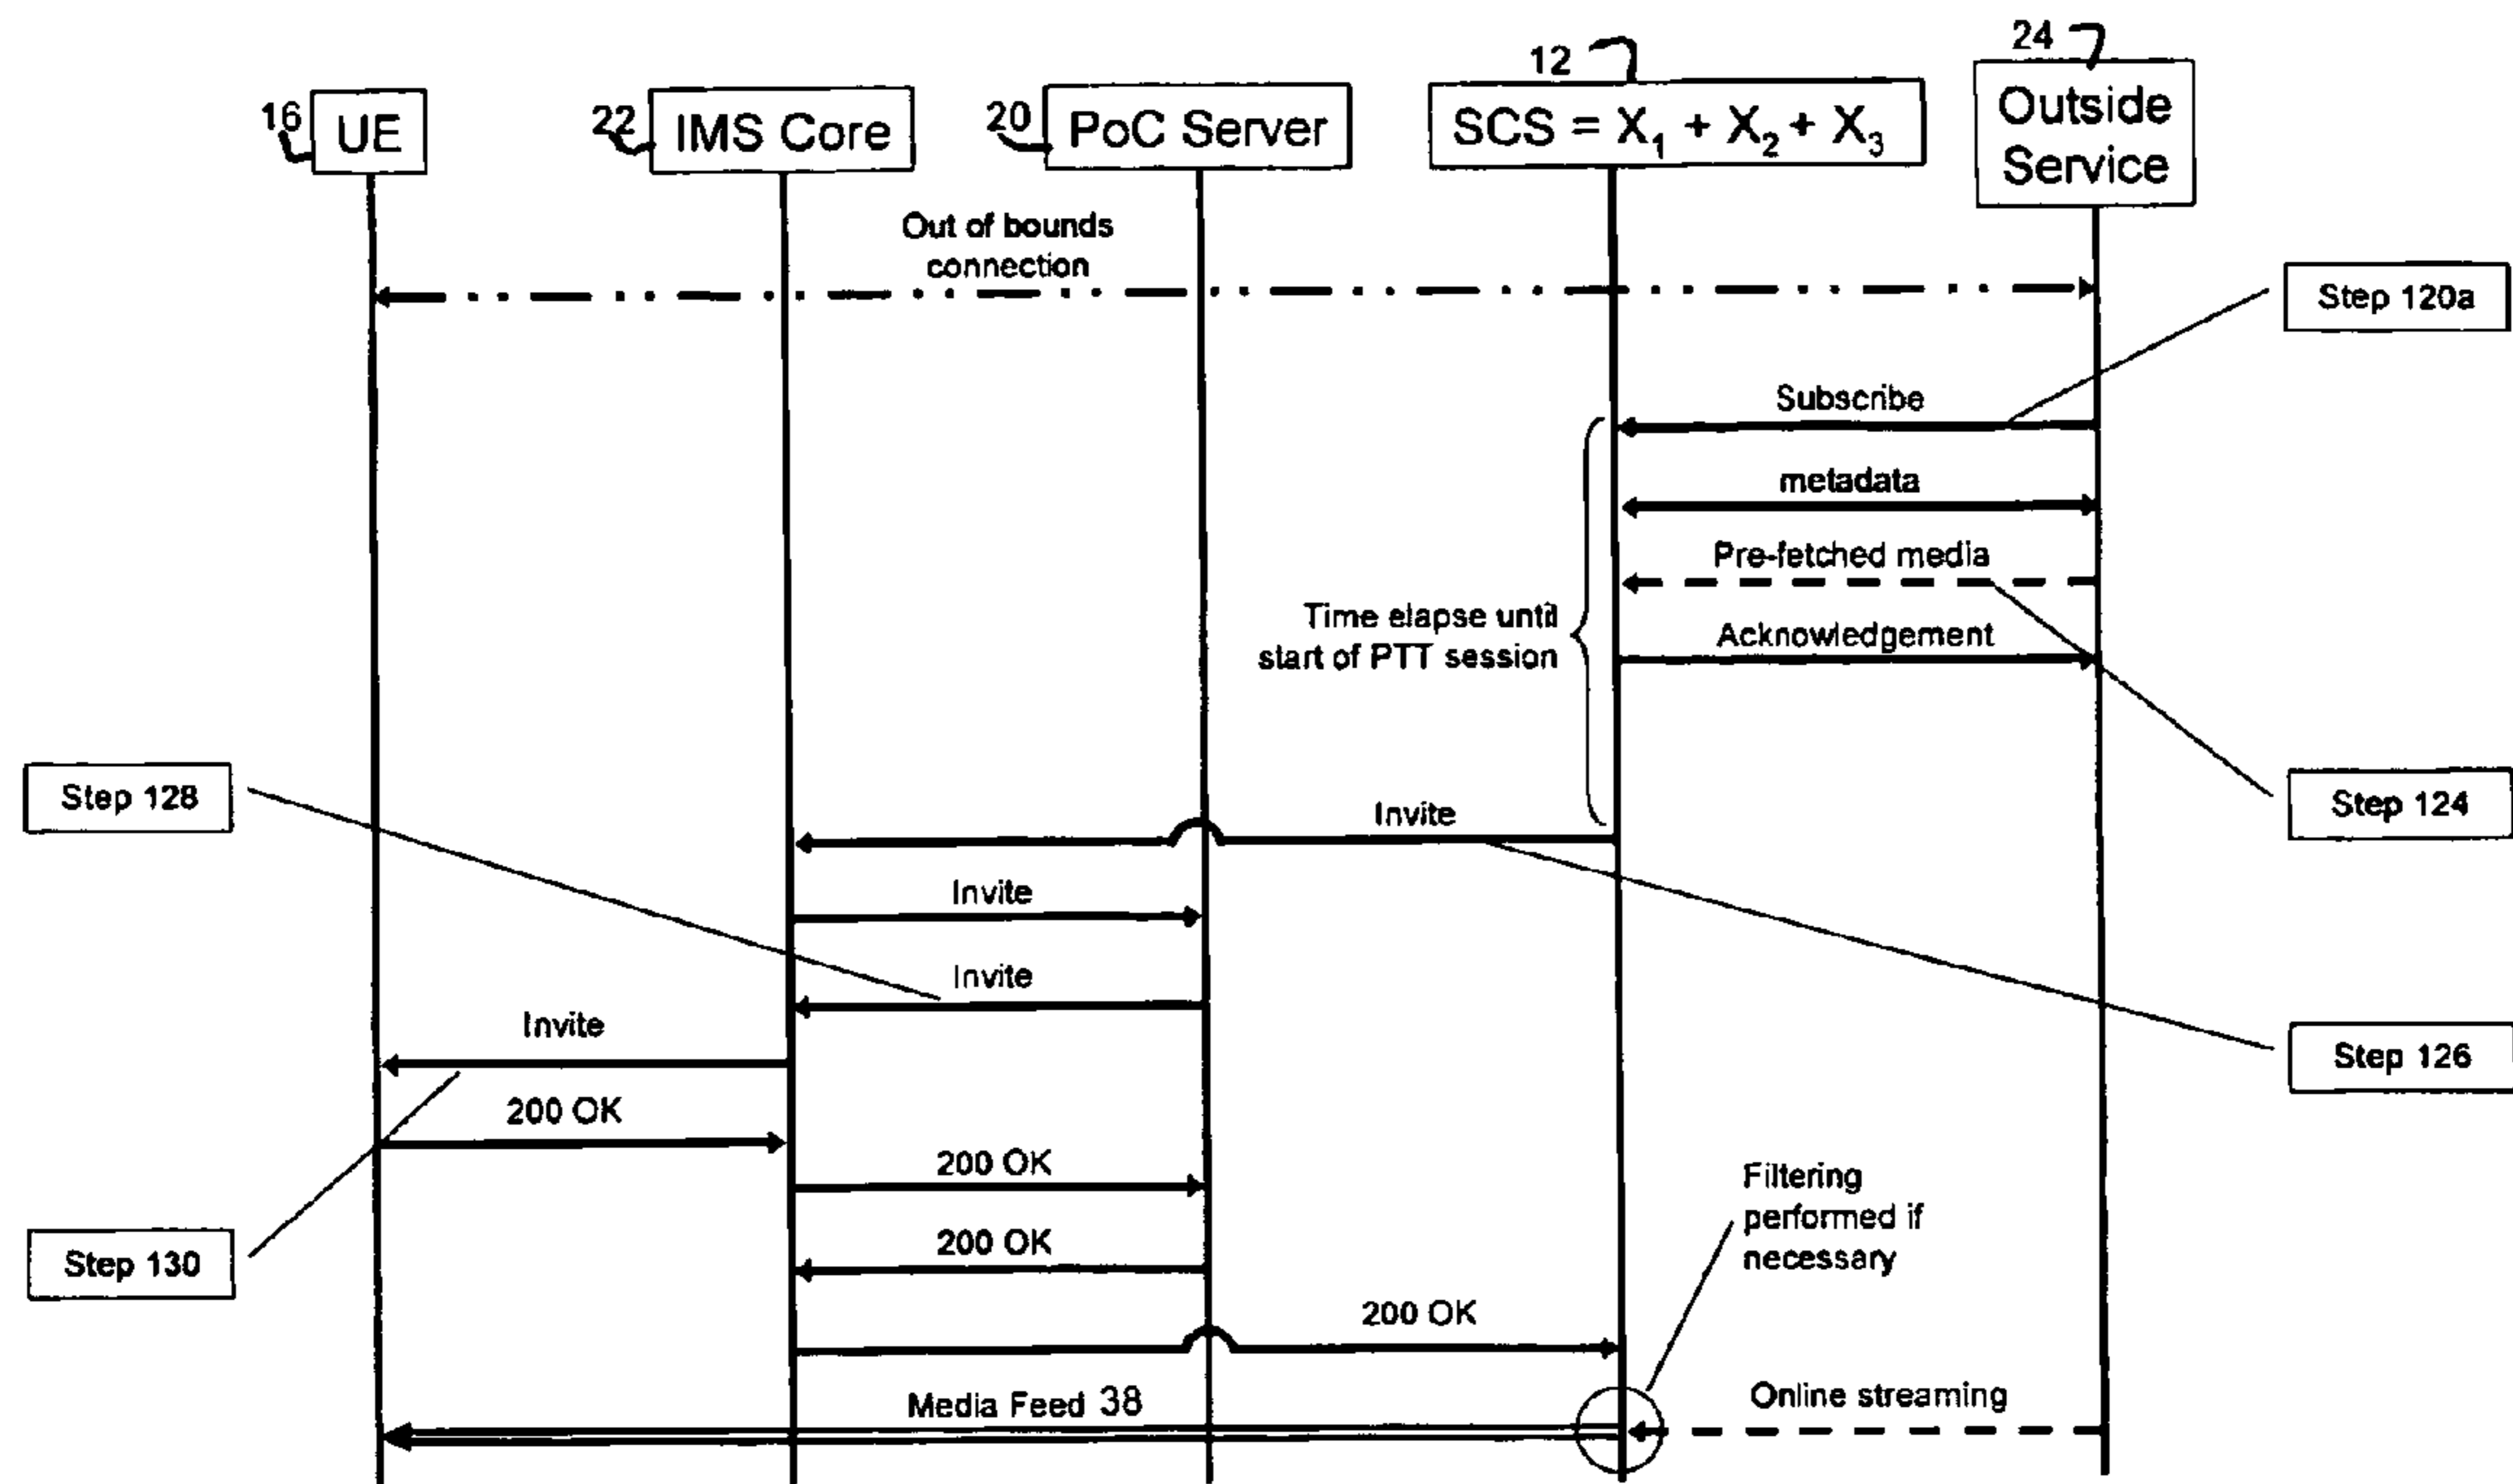 24
12
16
UE
22
IMS Core
20
PoC Server
SCS = X₁ + X₂ + X₃
Outside
Service
Out of bounds
connection
Step 120a
Subscribe
metadata
Pre-fetched media
Time elapse until
start of PTT session
Acknowledgement
Step 128
Step 124
Invite
Invite
Invite
Invite
Step 126
200 OK
200 OK
Filtering
performed if
necessary
200 OK
Step 130
200 OK
Media Feed 38
Online streaming